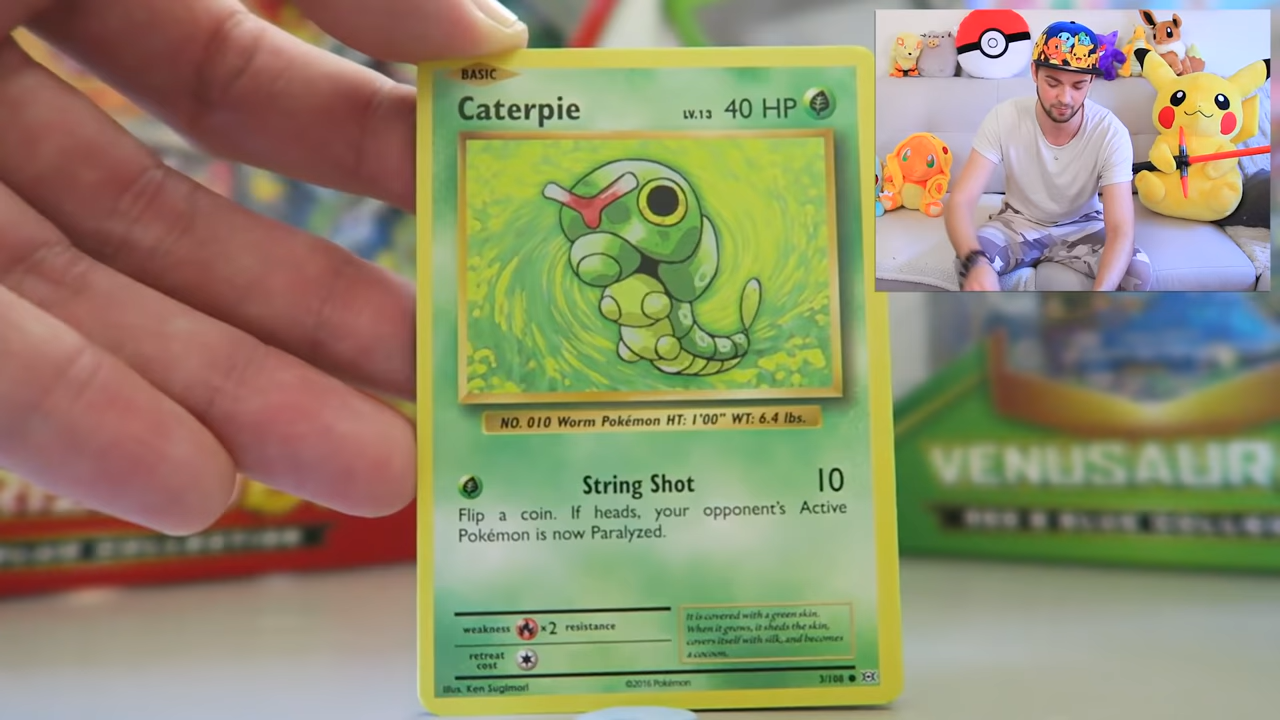 BASIC
Caterpie LV.13 40 HP
NO. 010 Worm Pokémon HT: 1'00" WT: 6.4 lbs.
String Shot 10
Flip a coin. If heads, your opponent's Active
Pokémon is now Paralyzed.
weakness ×2 resistance
retreat
cost
It is covered with a green skin.
When it grows, it sheds the skin,
covers itself with silk, and becomes
a cocoon.
Illus. Ken Sugimori ©2016 Pokémon 3/108
VENUSAUR
COLLECTION